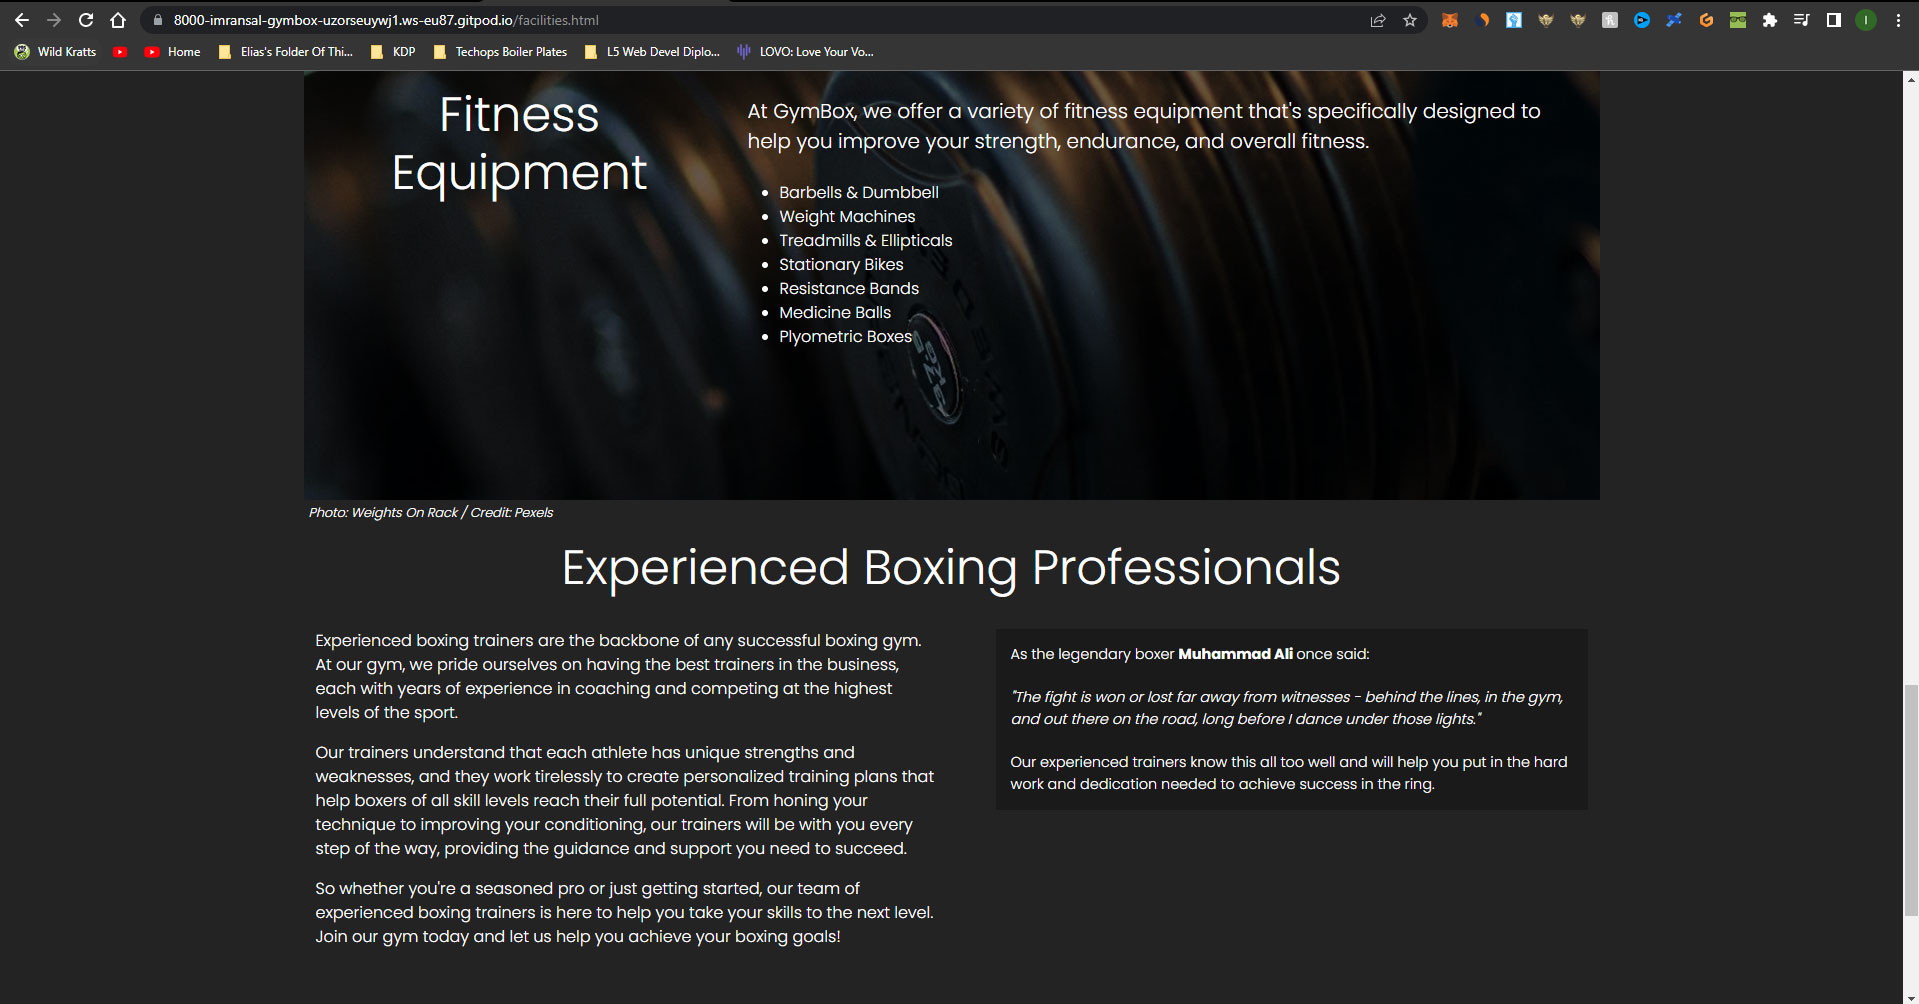 8000-imransal-gymbox-uzorseuywj1.ws-eu87.gitpod.io/facilities.html
Wild Kratts
Home
Elias's Folder Of Thi...
KDP
Techops Boiler Plates
L5 Web Devel Diplo...
LOVO: Love Your Vo...
Fitness
Equipment
At GymBox, we offer a variety of fitness equipment that's specifically designed to
help you improve your strength, endurance, and overall fitness.
• Barbells & Dumbbell
• Weight Machines
• Treadmills & Ellipticals
• Stationary Bikes
• Resistance Bands
• Medicine Balls
• Plyometric Boxes
Photo: Weights On Rack / Credit: Pexels
Experienced Boxing Professionals
Experienced boxing trainers are the backbone of any successful boxing gym.
At our gym, we pride ourselves on having the best trainers in the business,
each with years of experience in coaching and competing at the highest
levels of the sport.
Our trainers understand that each athlete has unique strengths and
weaknesses, and they work tirelessly to create personalized training plans that
help boxers of all skill levels reach their full potential. From honing your
technique to improving your conditioning, our trainers will be with you every
step of the way, providing the guidance and support you need to succeed.
So whether you're a seasoned pro or just getting started, our team of
experienced boxing trainers is here to help you take your skills to the next level.
Join our gym today and let us help you achieve your boxing goals!
As the legendary boxer Muhammad Ali once said:
"The fight is won or lost far away from witnesses - behind the lines, in the gym,
and out there on the road, long before I dance under those lights."
Our experienced trainers know this all too well and will help you put in the hard
work and dedication needed to achieve success in the ring.